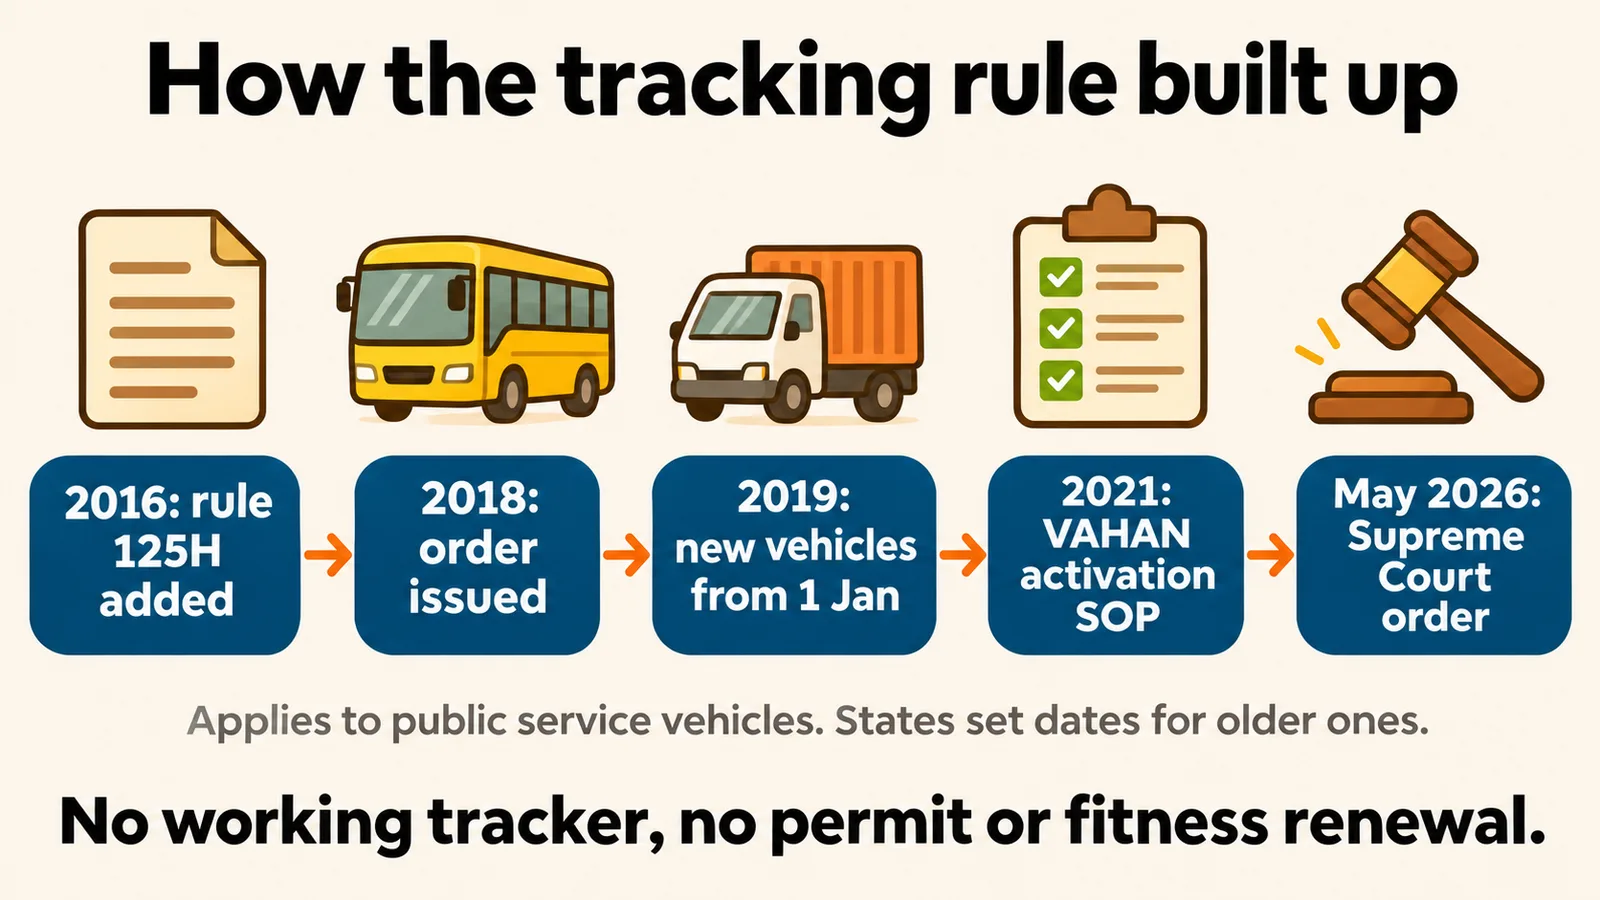 How the tracking rule built up
2016: rule
125H
added
2018:
order
issued
2019:
new vehicles
from 1 Jan
2021:
VAHAN
activation
SOP
May 2026:
Supreme
Court
order
Applies to public service vehicles. States set dates for older ones.
No working tracker, no permit or fitness renewal.